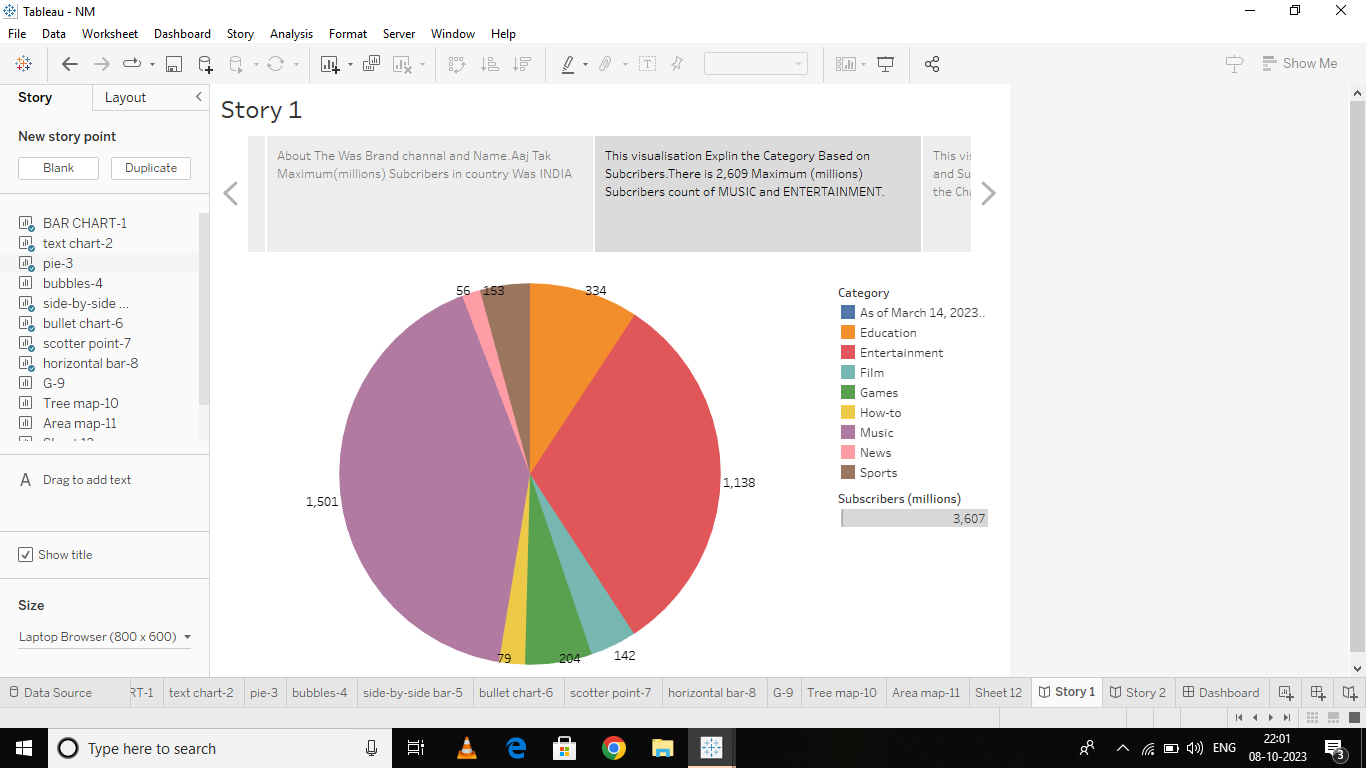 Tableau - NM
File Data Worksheet Dashboard Story Analysis Format Server Window Help
Show Me
Story Layout
New story point
Blank Duplicate
BAR CHART-1
text chart-2
pie-3
bubbles-4
side-by-side ...
bullet chart-6
scotter point-7
horizontal bar-8
G-9
Tree map-10
Area map-11
A Drag to add text
Show title
Size
Laptop Browser (800 x 600)
Story 1
About The Was Brand channal and Name.Aaj Tak
Maximum(millions) Subcribers in country Was INDIA
This visualisation Explin the Category Based on
Subcribers.There is 2,609 Maximum (millions)
Subcribers count of MUSIC and ENTERTAINMENT.
This vis
and Su
the Cha
56 153 334
1,138
1,501
79 204 142
Category
As of March 14, 2023..
Education
Entertainment
Film
Games
How-to
Music
News
Sports
Subscribers (millions)
3,607
Data Source RT-1 text chart-2 pie-3 bubbles-4 side-by-side bar-5 bullet chart-6 scotter point-7 horizontal bar-8 G-9 Tree map-10 Area map-11 Sheet 12 Story 1 Story 2 Dashboard
Type here to search
ENG
22:01
08-10-2023
3